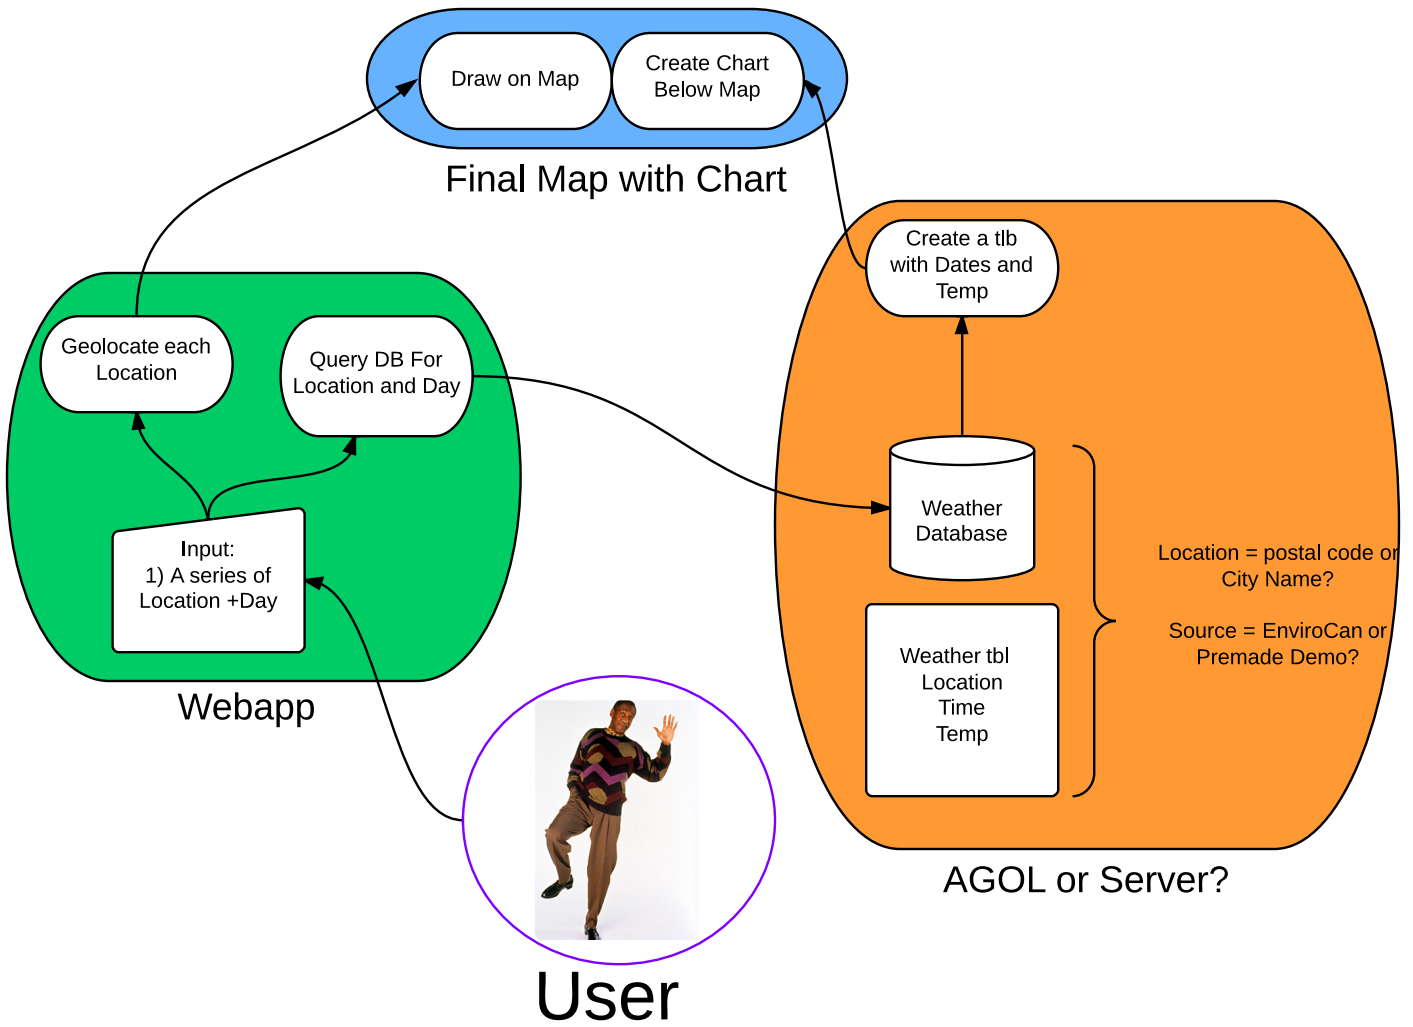 Draw on Map
Create Chart
Below Map
Final Map with Chart
Geolocate each
Location
Query DB For
Location and Day
Input:
1) A series of
Location +Day
Webapp
Create a tlb
with Dates and
Temp
Weather
Database
Weather tbl
Location
Time
Temp
Location = postal code or
City Name?
Source = EnviroCan or
Premade Demo?
AGOL or Server?
User